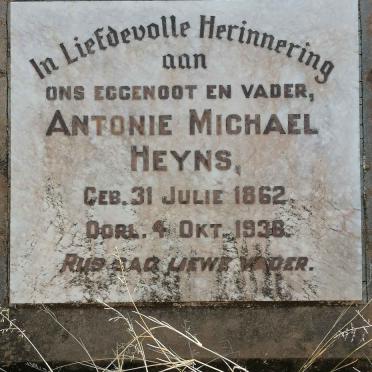 In Liefdevolle Herinnering
aan
ONS EGGENOOT EN VADER,
ANTONIE MICHAEL
HEYNS,
GEB. 31 JULIE 1862.
OORL. 4 OKT. 1938.
RUS SAG LIEWE VADER.